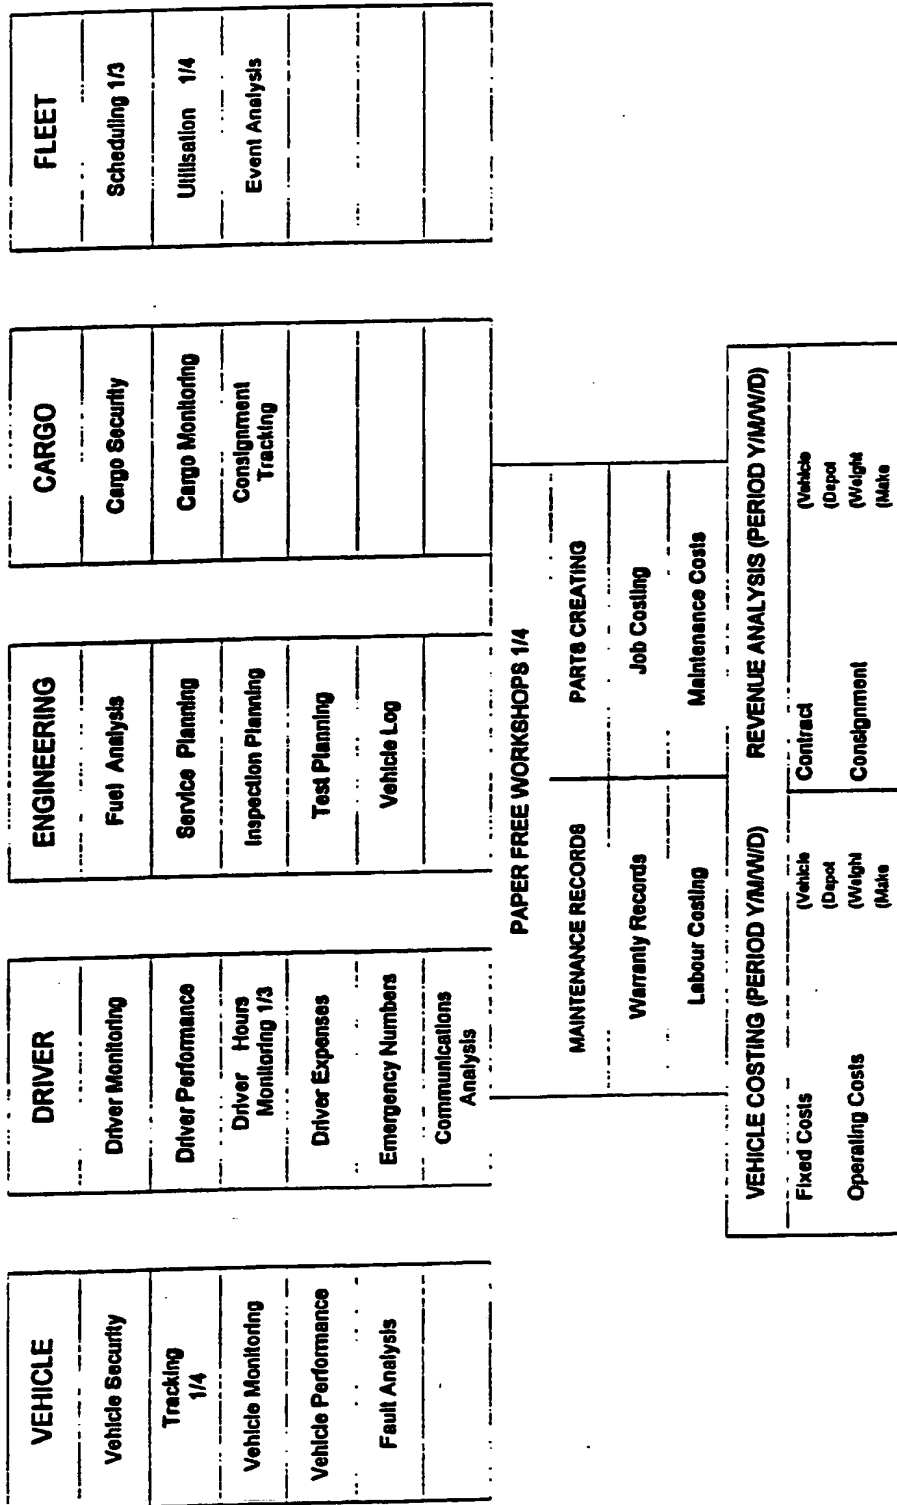 VEHICLE
Vehicle Security
Tracking
1/4
Vehicle Monitoring
Vehicle Performance
Fault Analysis
DRIVER
Driver Monitoring
Driver Performance
Driver Hours
Monitoring 1/3
Driver Expenses
Emergency Numbers
Communications
Analysis
ENGINEERING
Fuel Analysis
Service Planning
Inspection Planning
Test Planning
Vehicle Log
CARGO
Cargo Security
Cargo Monitoring
Consignment
Tracking
FLEET
Scheduling 1/3
Utilisation 1/4
Event Analysis
PAPER FREE WORKSHOPS 1/4
MAINTENANCE RECORDS
PARTS CREATING
Warranty Records
Job Costing
Labour Costing
Maintenance Costs
VEHICLE COSTING (PERIOD Y/M/W/D)
Fixed Costs
(Vehicle
(Depot
Operating Costs
(Weight
(Make
REVENUE ANALYSIS (PERIOD Y/M/W/D)
Contract
(Vehicle
(Depot
Consignment
(Weight
(Make